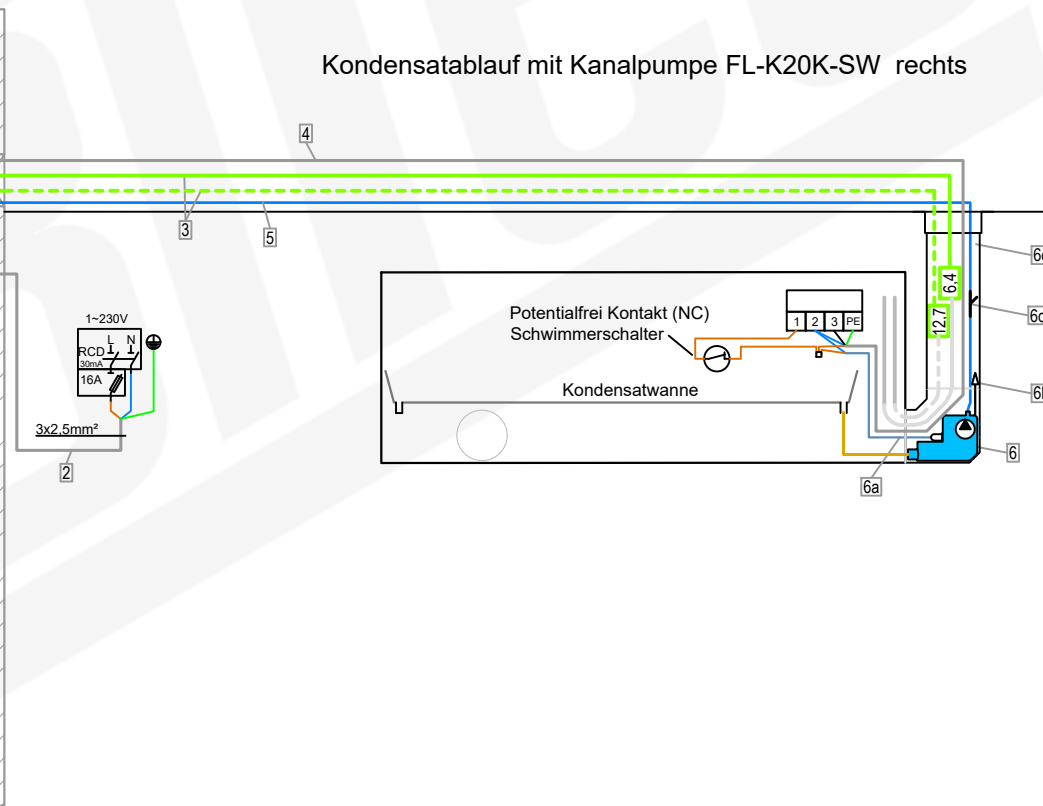 Kondensatablauf mit Kanalpumpe FL-K20K-SW rechts
4
3
5
6,4
12,7
6d
1~230V
L N
RCD
30mA
16A
3x2,5mm²
2
Potentialfrei Kontakt (NC)
Schwimmerschalter
1 2 3 PE
Kondensatwanne
6
6a